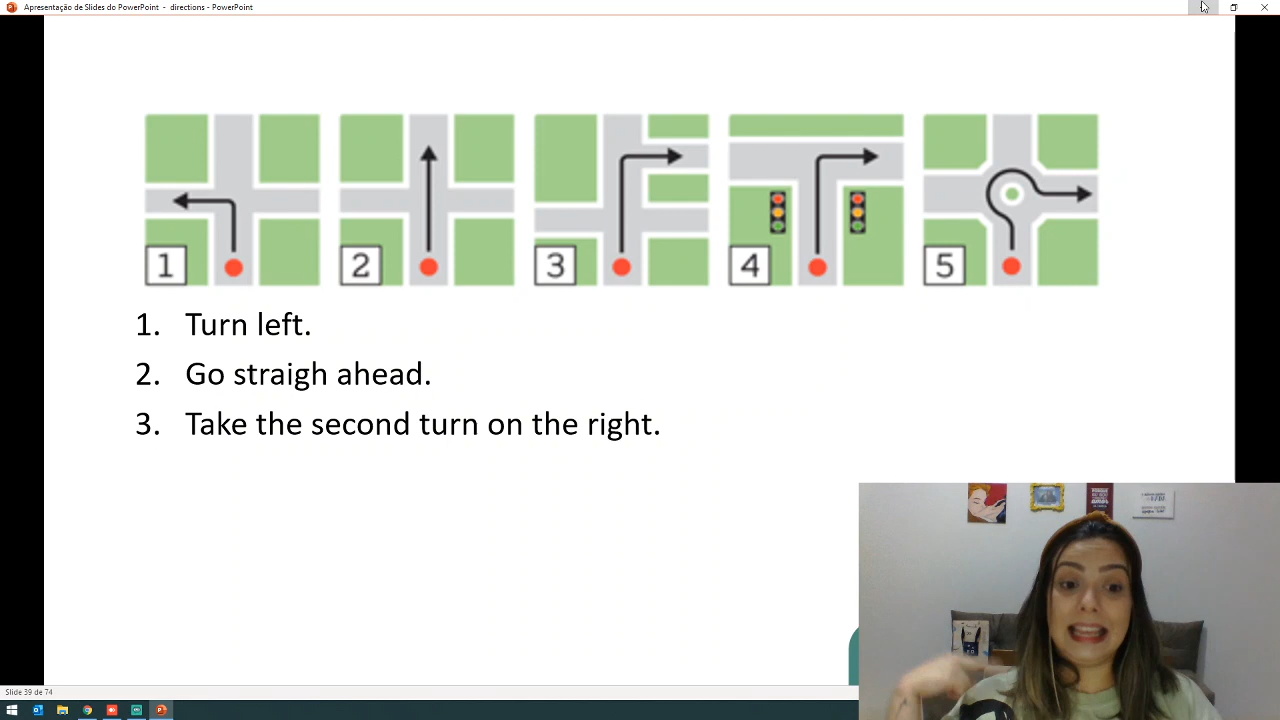 Apresentação de Slides do PowerPoint - directions - PowerPoint
1
2
3
4
5
1. Turn left.
2. Go straigh ahead.
3. Take the second turn on the right.
Slide 39 de 74